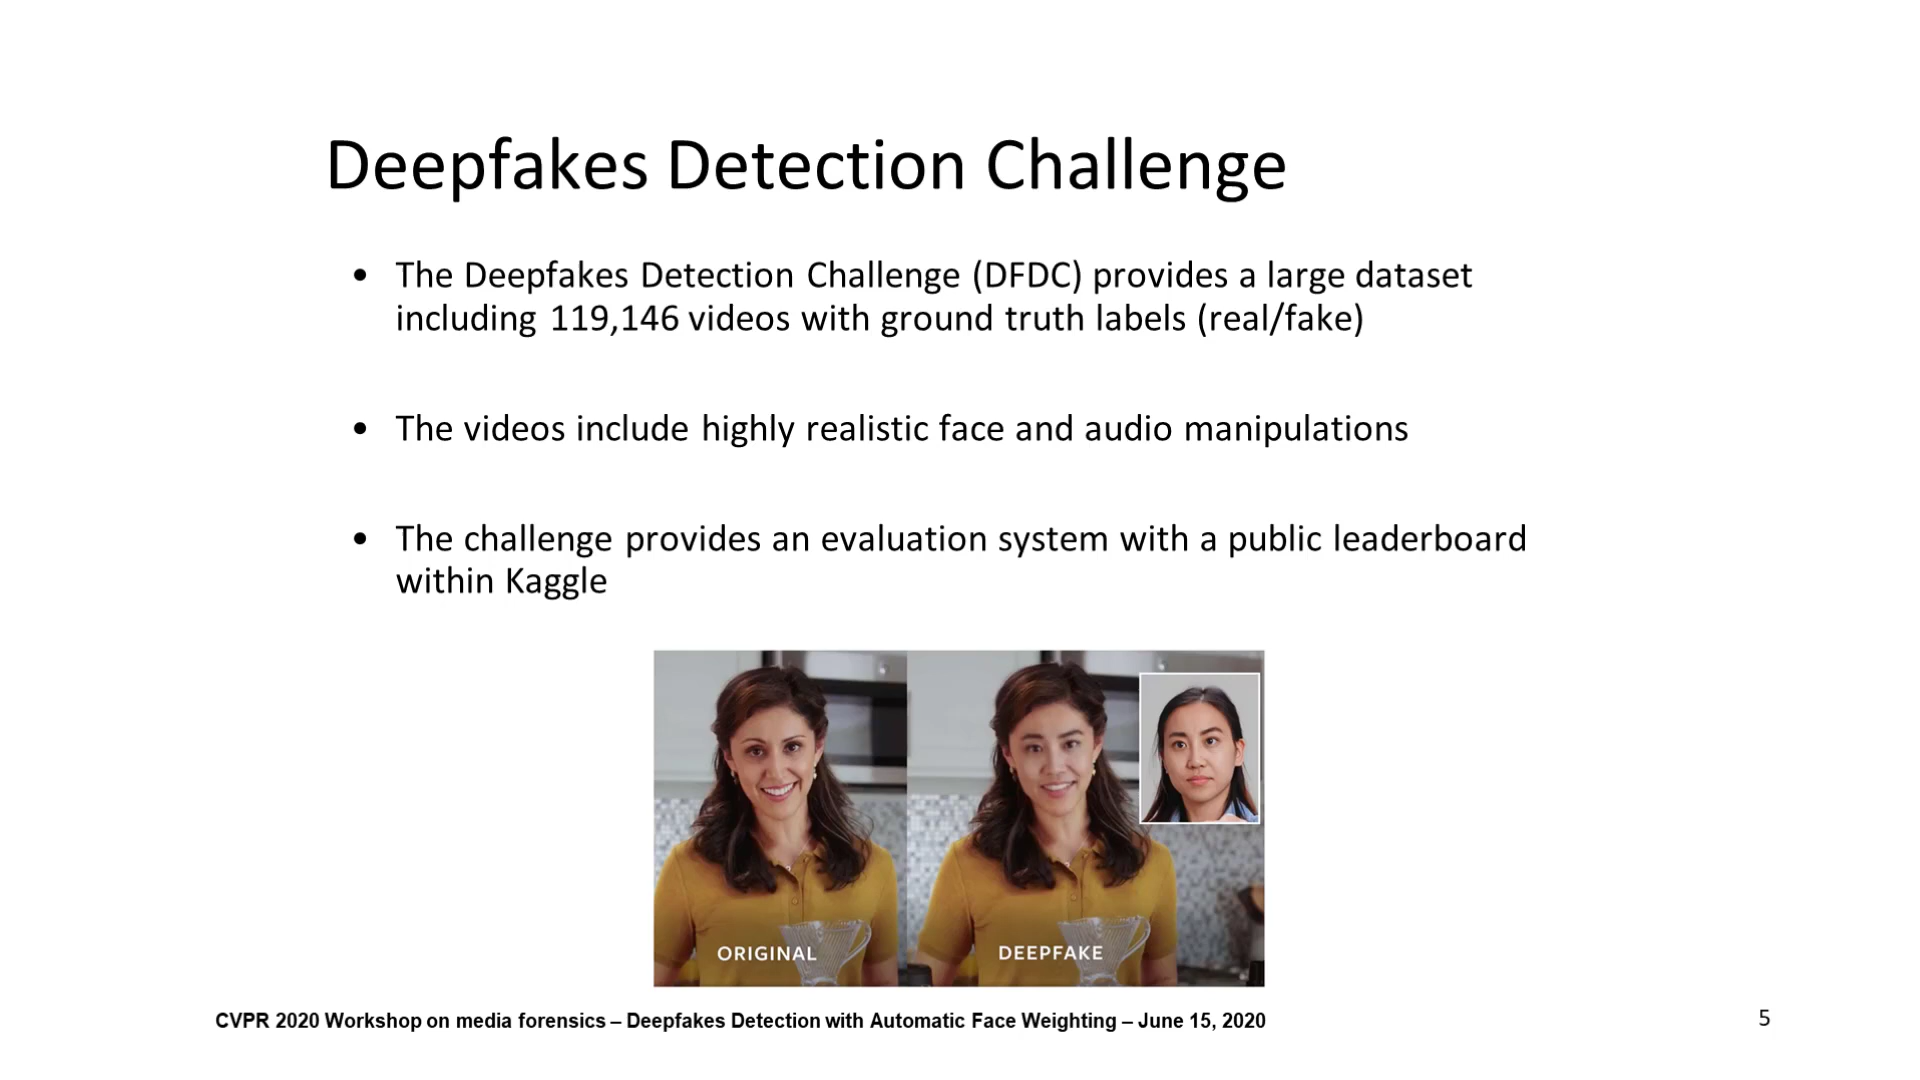 Deepfakes Detection Challenge
• The Deepfakes Detection Challenge (DFDC) provides a large dataset
including 119,146 videos with ground truth labels (real/fake)
• The videos include highly realistic face and audio manipulations
• The challenge provides an evaluation system with a public leaderboard
within Kaggle
ORIGINAL
DEEPFAKE
CVPR 2020 Workshop on media forensics – Deepfakes Detection with Automatic Face Weighting – June 15, 2020
5